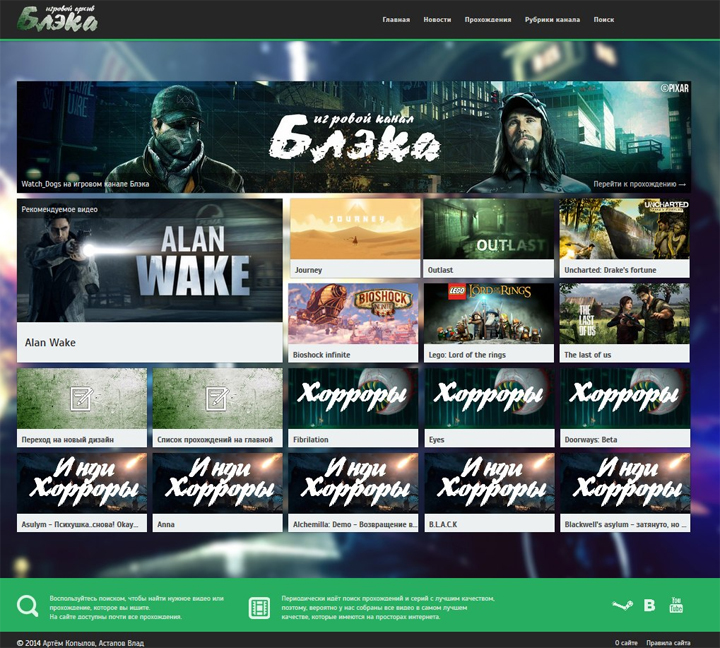 игровой архив
Блэка
Главная Новости Прохождения Рубрики канала Поиск
©PIXAR
игровой канал
Блэка
Watch_Dogs на игровом канале Блэка
Перейти к прохождению →
Рекомендуемое видео
ALAN
WAKE
Alan Wake
JOURNEY
Journey
OUTLAST
Outlast
UNCHARTED
Uncharted: Drake's fortune
BIOSHOCK
INFINITE
Bioshock infinite
LEGO THE LORD OF THE RINGS
Lego: Lord of the rings
THE LAST
OF US
The last of us
Переход на новый дизайн
Список прохождений на главной
Хорроры
Fibrilation
Хорроры
Eyes
Хорроры
Doorways: Beta
Инди
Хорроры
Asulym - Психушка..снова! Okay...
Инди
Хорроры
Anna
Инди
Хорроры
Alchemilla: Demo - Возвращение в...
Инди
Хорроры
B.L.A.C.K
Инди
Хорроры
Blackwell's asylum - затянуто, но ...
Воспользуйтесь поиском, чтобы найти нужное видео или
прохождение, которое вы ищите.
На сайте доступны почти все прохождения.
Периодически идёт поиск прохождений и серий с лучшим качеством,
поэтому, вероятно у нас собраны все видео в самом лучшем
качестве, которые имеются на просторах интернета.
B
You
Tube
© 2014 Артём Копылов, Астапов Влад
О сайте Правила сайта